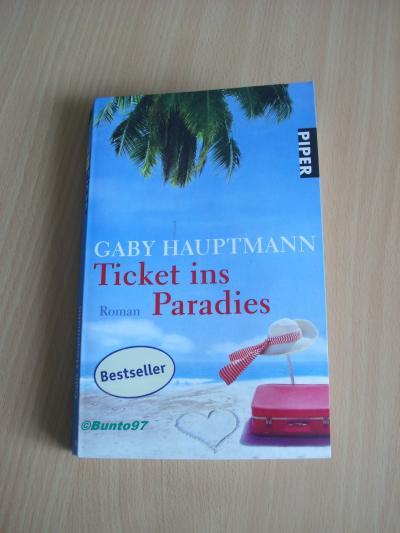 PIPER
GABY HAUPTMANN
Ticket ins
Roman Paradies
Bestseller
©Bunto97